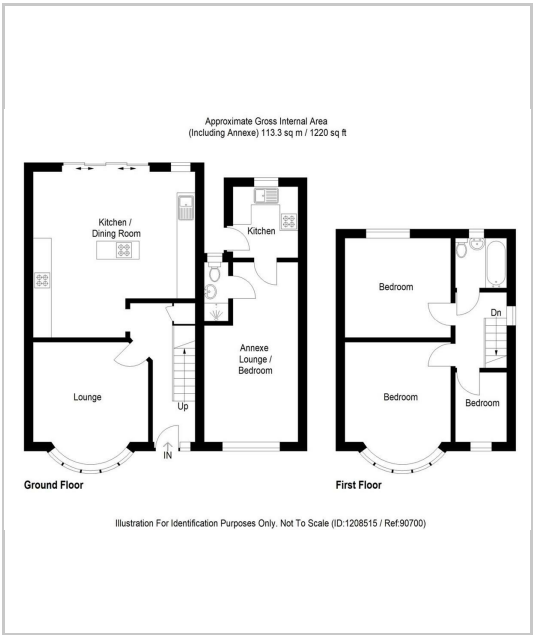 Approximate Gross Internal Area
(Including Annexe) 113.3 sq m / 1220 sq ft
Kitchen /
Dining Room
Kitchen
Annexe
Lounge /
Bedroom
Lounge
Up
IN
Ground Floor
Bedroom
Dn
Bedroom
Bedroom
First Floor
Illustration For Identification Purposes Only. Not To Scale (ID:1208515 / Ref:90700)